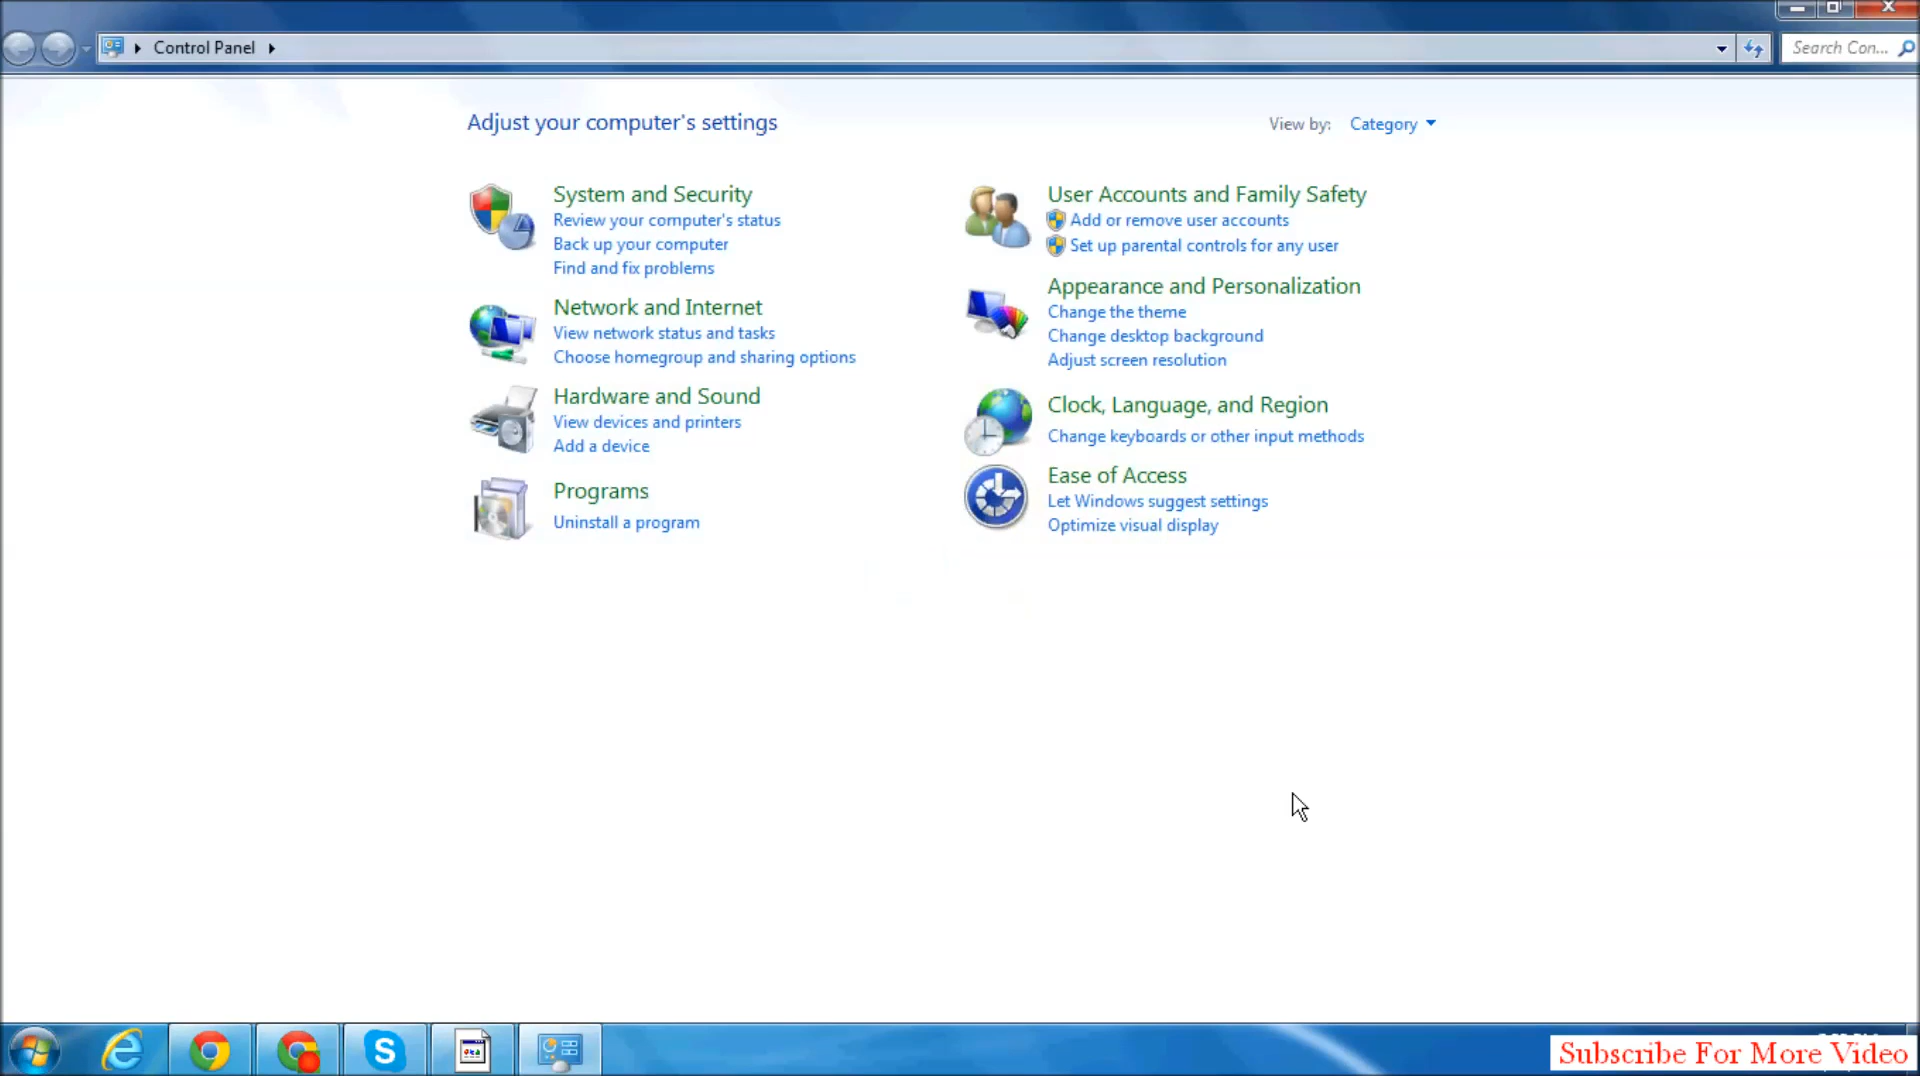 Control Panel
Search Con...
Adjust your computer's settings
View by: Category
System and Security
Review your computer's status
Back up your computer
Find and fix problems
Network and Internet
View network status and tasks
Choose homegroup and sharing options
Hardware and Sound
View devices and printers
Add a device
Programs
Uninstall a program
User Accounts and Family Safety
Add or remove user accounts
Set up parental controls for any user
Appearance and Personalization
Change the theme
Change desktop background
Adjust screen resolution
Clock, Language, and Region
Change keyboards or other input methods
Ease of Access
Let Windows suggest settings
Optimize visual display
Subscribe For More Video